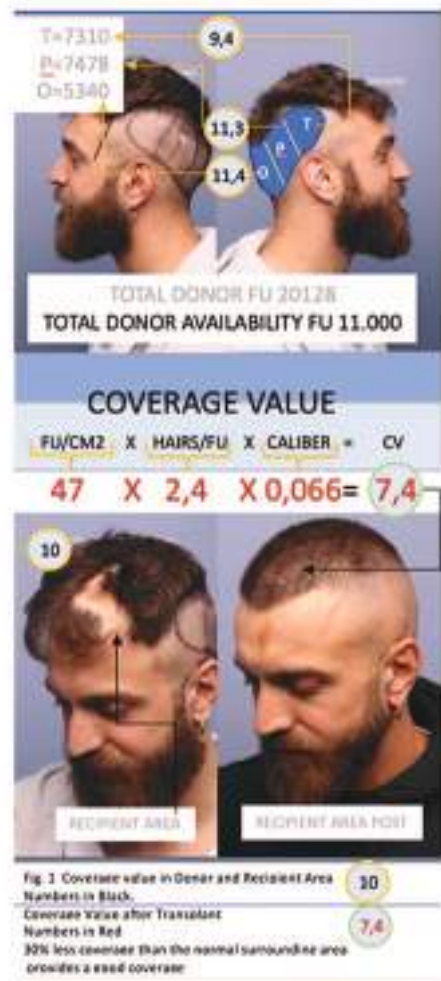 T=7310
P=7478
O=5340
9,4
11,3
11,4
T
P
O
TOTAL DONOR FU 20128
TOTAL DONOR AVAILABILITY FU 11.000
COVERAGE VALUE
FU/CM2 X HAIRS/FU X CALIBER = CV
47 X 2,4 X 0,066= 7,4
10
RECIPIENT AREA
RECIPIENT AREA POST
Fig. 1 Coverage value in Donor and Recipient Area
Numbers in Black.
10
Coverage Value after Transplant
Numbers in Red
7,4
30% less coverage than the normal surrounding area
provides a good coverage